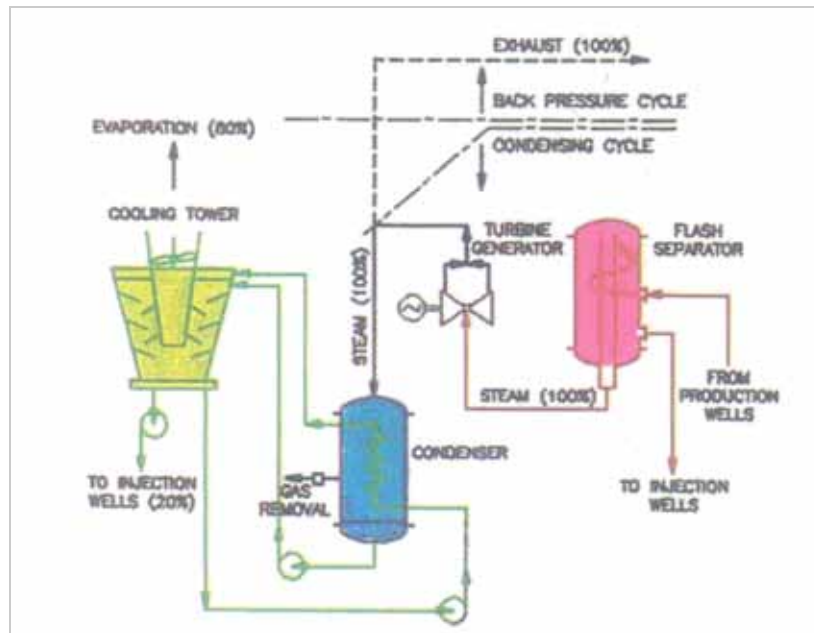 EXHAUST (100%)
BACK PRESSURE CYCLE
EVAPORATION (80%)
CONDENSING CYCLE
COOLING TOWER
TURBINE
GENERATOR
FLASH
SEPARATOR
STEAM (100%)
STEAM (100%)
FROM
PRODUCTION
WELLS
CONDENSER
TO INJECTION
WELLS (20%)
GAS
REMOVAL
TO INJECTION
WELLS